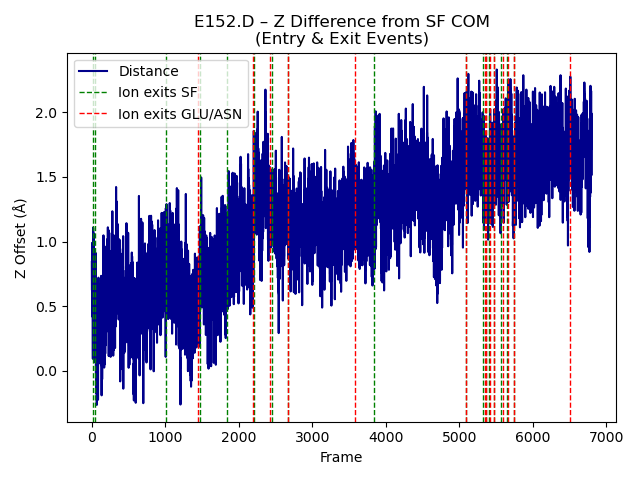 E152.D – Z Difference from SF COM
(Entry & Exit Events)
Distance
Ion exits SF
Ion exits GLU/ASN
Z Offset (Å)
2.0
1.5
1.0
0.5
0.0
0 1000 2000 3000 4000 5000 6000 7000
Frame